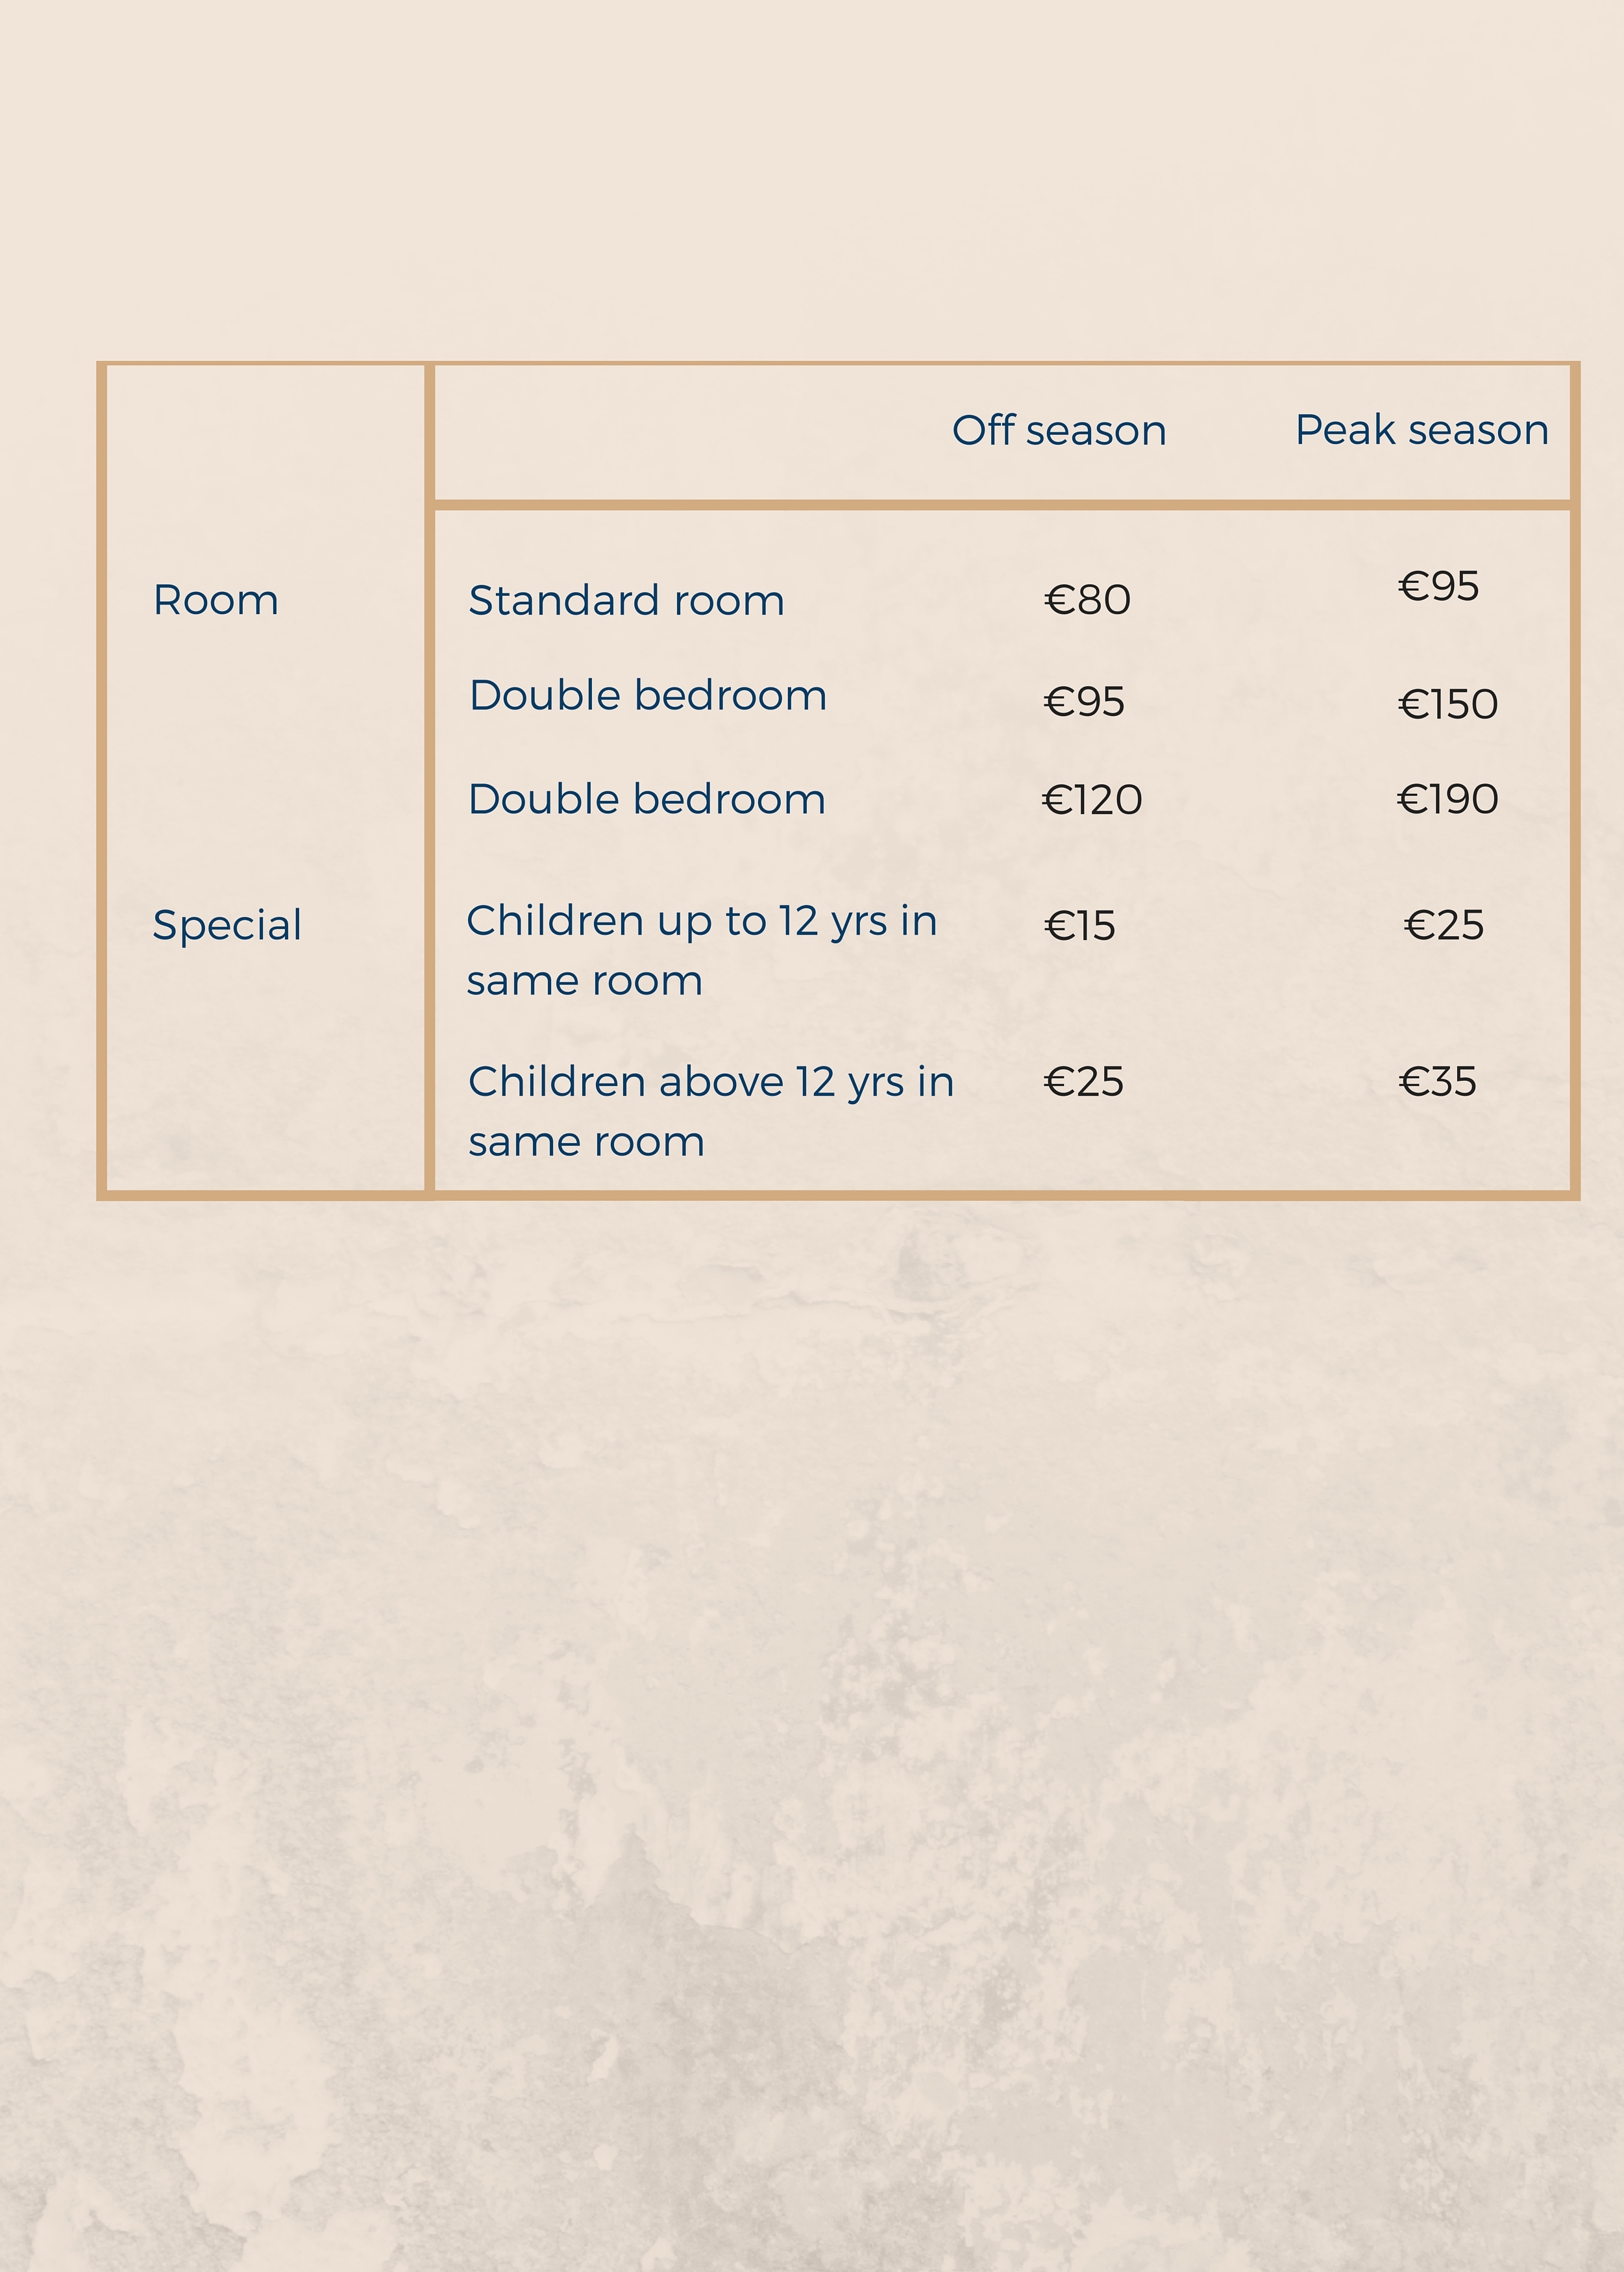 Off season Peak season
Room Standard room €80 €95
Double bedroom €95 €150
Double bedroom €120 €190
Special Children up to 12 yrs in €15 €25
same room
Children above 12 yrs in €25 €35
same room